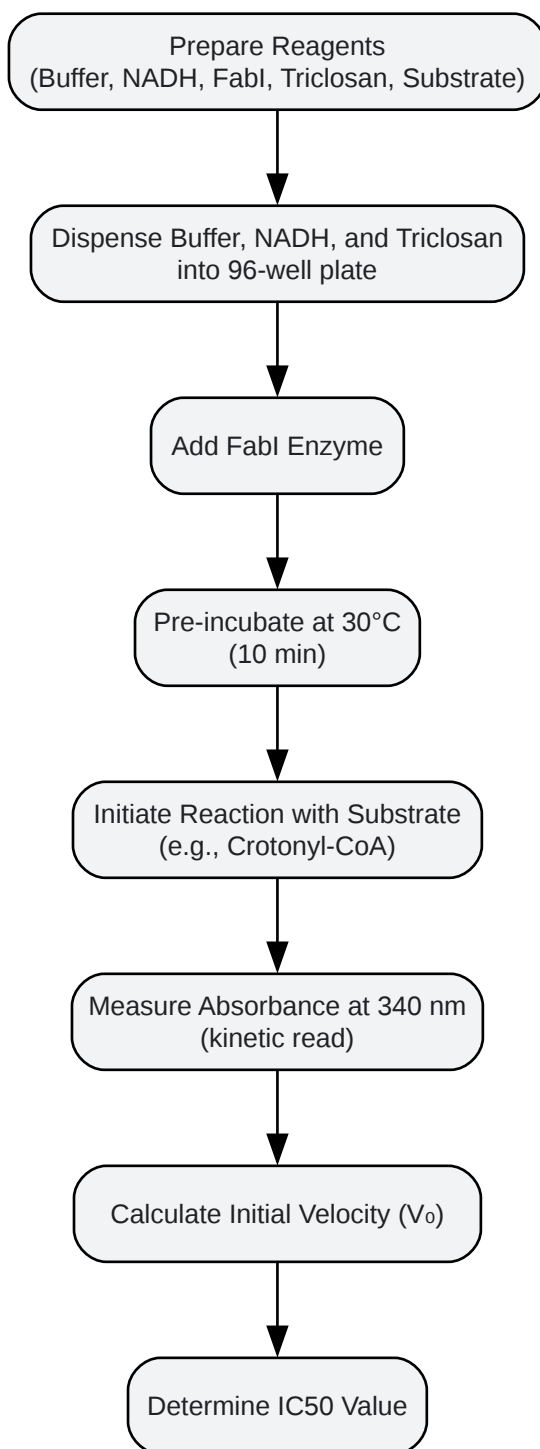 Prepare Reagents
(Buffer, NADH, FabI, Triclosan, Substrate)
Dispense Buffer, NADH, and Triclosan
into 96-well plate
Add FabI Enzyme
Pre-incubate at 30°C
(10 min)
Initiate Reaction with Substrate
(e.g., Crotonyl-CoA)
Measure Absorbance at 340 nm
(kinetic read)
Calculate Initial Velocity (V₀)
Determine IC50 Value